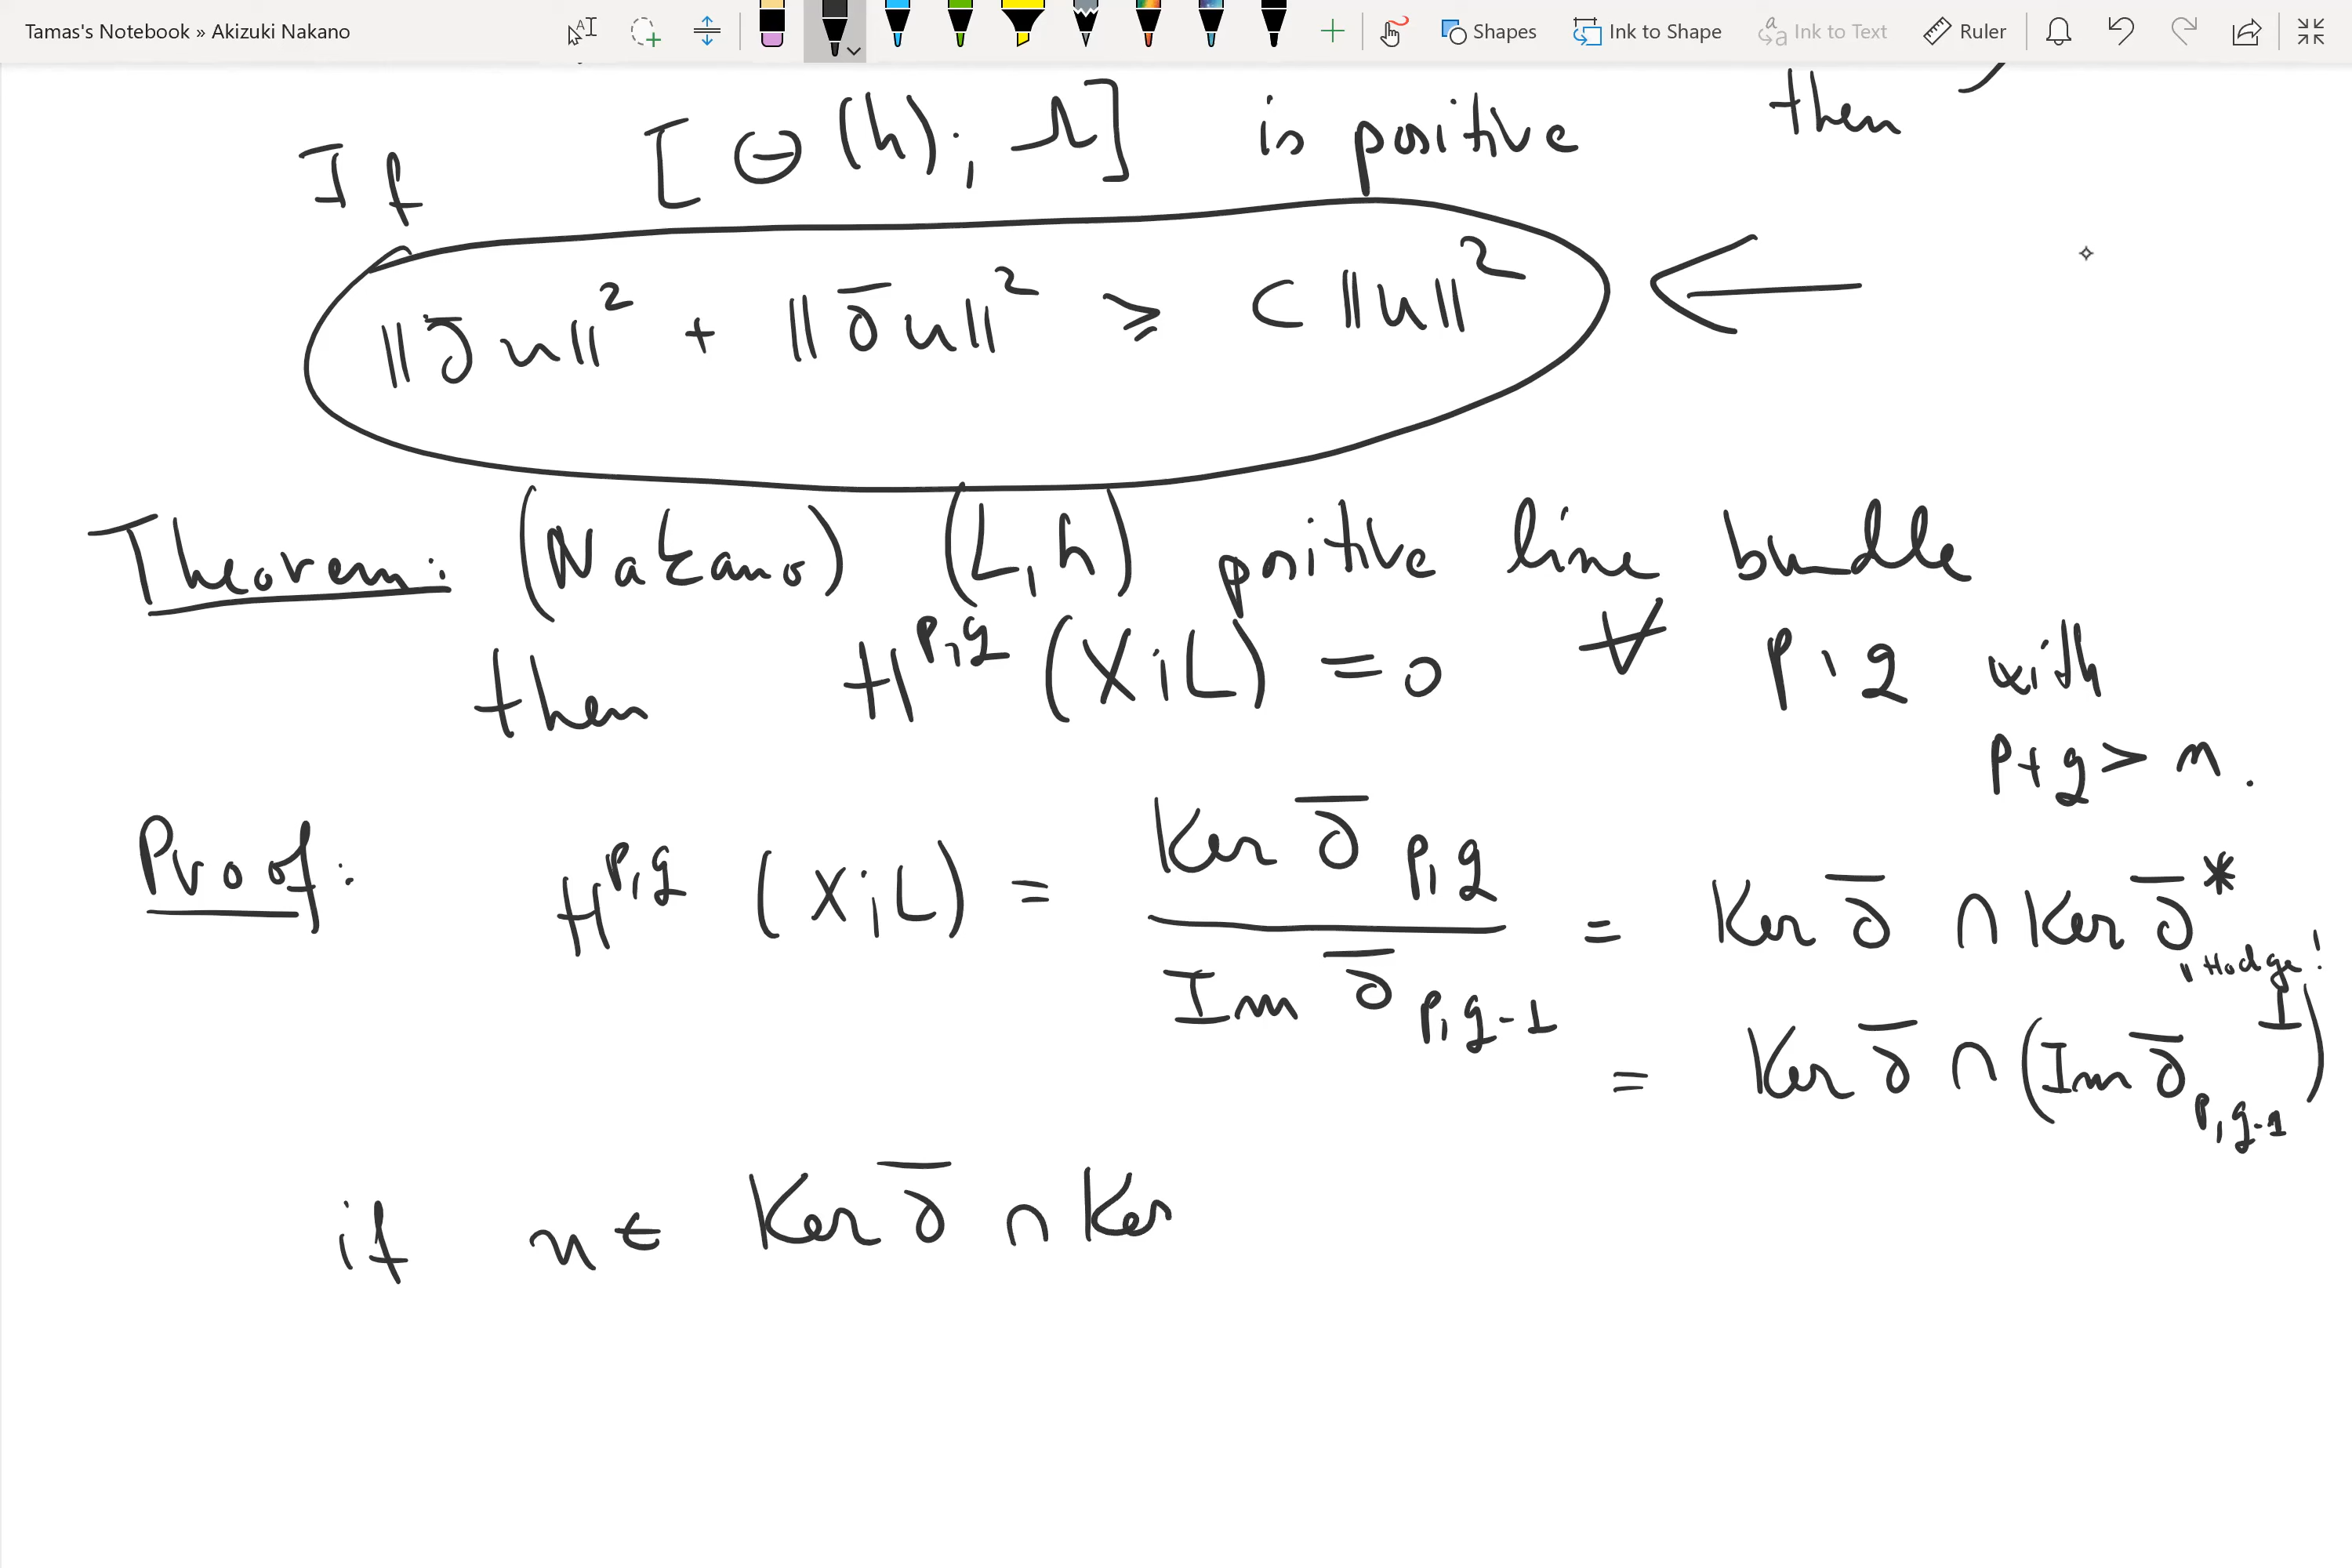 Tamas's Notebook » Akizuki Nakano
Shapes Ink to Shape Ink to Text Ruler
If [Θ(h); Λ] is positive then
‖∂̄u‖² + ‖∂̄u‖² ≥ C‖u‖²
Theorem: (Nakano) (L,h) positive line bundle
then H^{p,q}(X;L) = 0 ∀ p,q with
p+q > n.
Proof: H^{p,q}(X;L) = Ker ∂̄_{p,q} / Im ∂̄_{p,q-1} = Ker ∂̄ ∩ Ker ∂̄*
"Hodge!
= Ker ∂̄ ∩ (Im ∂̄_{p,q-1})^⊥
if u ∈ Ker ∂̄ ∩ Ker